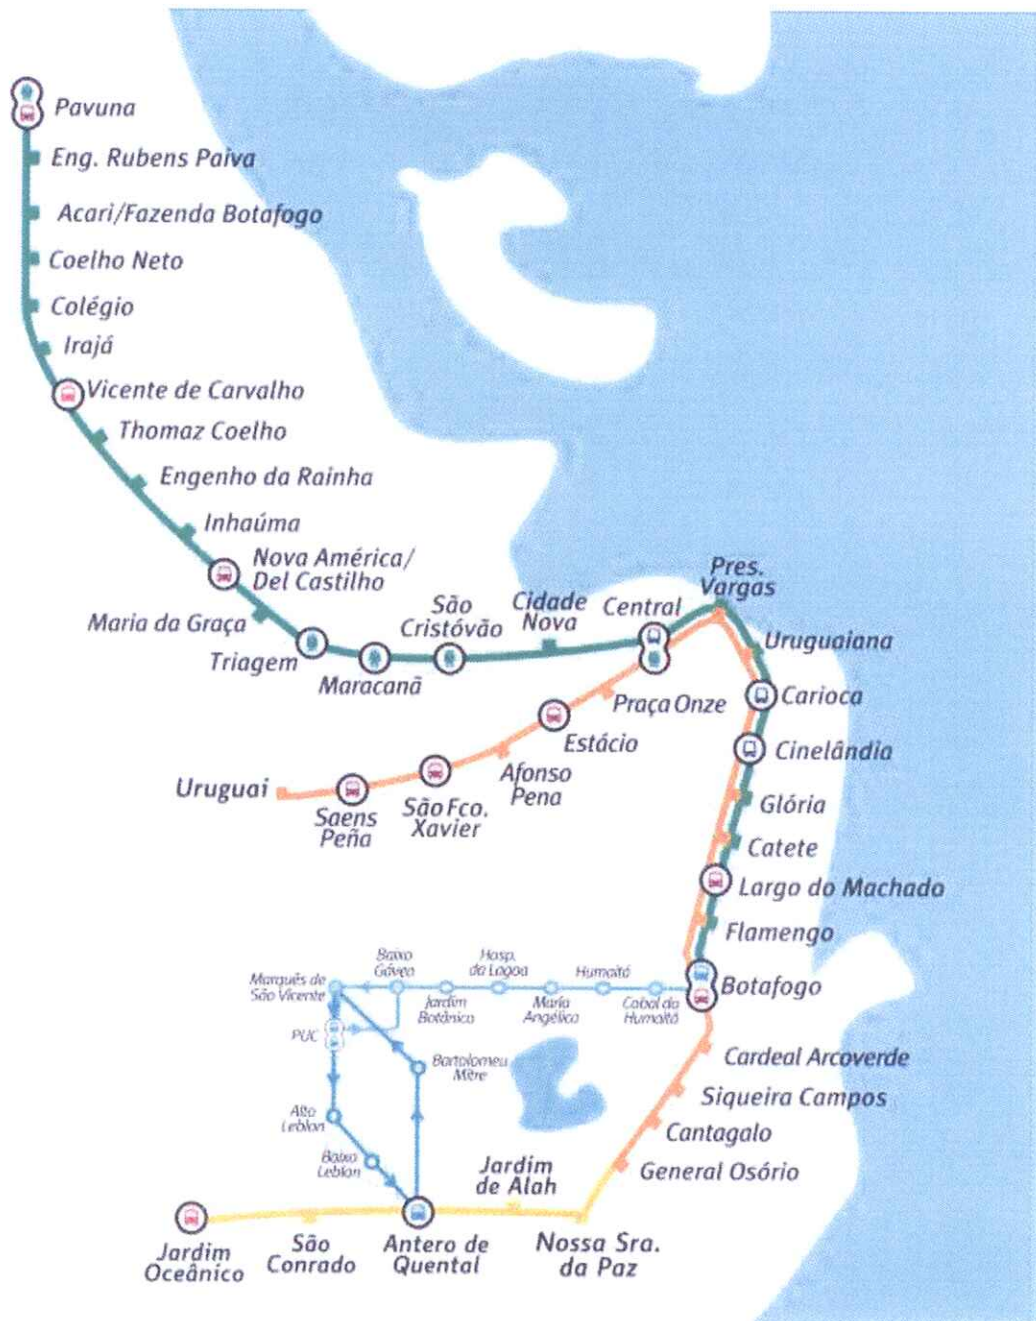 Pavuna
Eng. Rubens Paiva
Acari/Fazenda Botafogo
Coelho Neto
Colégio
Irajá
Vicente de Carvalho
Thomaz Coelho
Engenho da Rainha
Inhaúma
Nova América/
Del Castilho
Maria da Graça
Triagem
Maracanã
São
Cristóvão
Cidade
Nova
Central
Pres.
Vargas
Uruguaiana
Carioca
Cinelândia
Praça Onze
Estácio
Afonso
Pena
São Fco.
Xavier
Saens
Peña
Uruguai
Glória
Catete
Largo do Machado
Flamengo
Botafogo
Cobal do
Humaitá
Humaitá
Maria
Angélica
Hosp.
da Lagoa
Jardim
Botânico
Baixo
Gávea
Marquês de
São Vicente
PUC
Bartolomeu
Mitre
Alto
Leblon
Baixo
Leblon
Cardeal Arcoverde
Siqueira Campos
Cantagalo
General Osório
Jardim
de Alah
Nossa Sra.
da Paz
Antero de
Quental
São
Conrado
Jardim
Oceânico